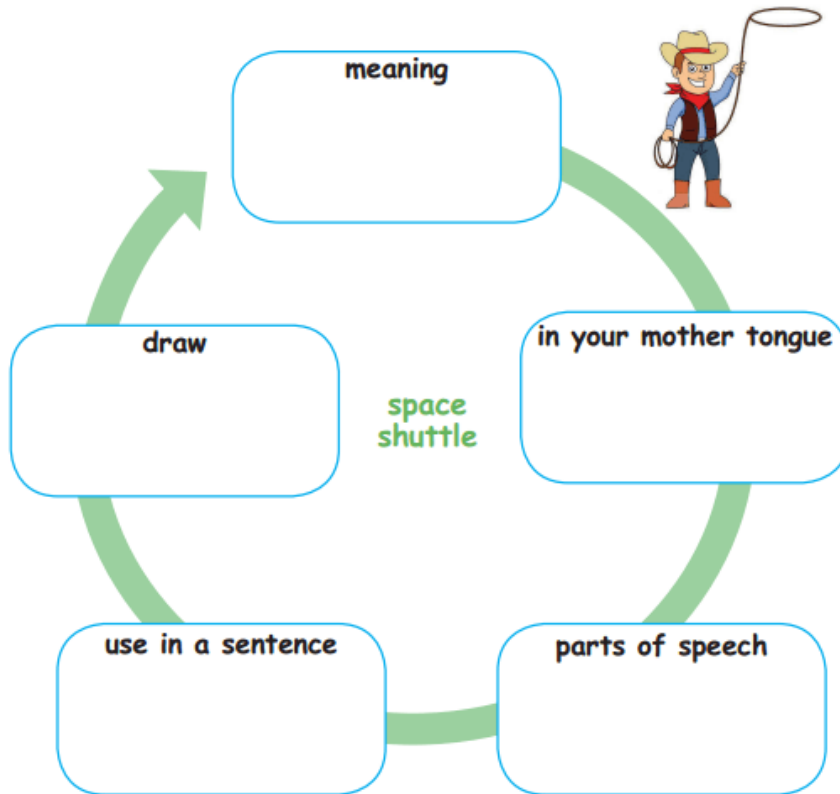 meaning
in your mother tongue
draw
space
shuttle
use in a sentence
parts of speech